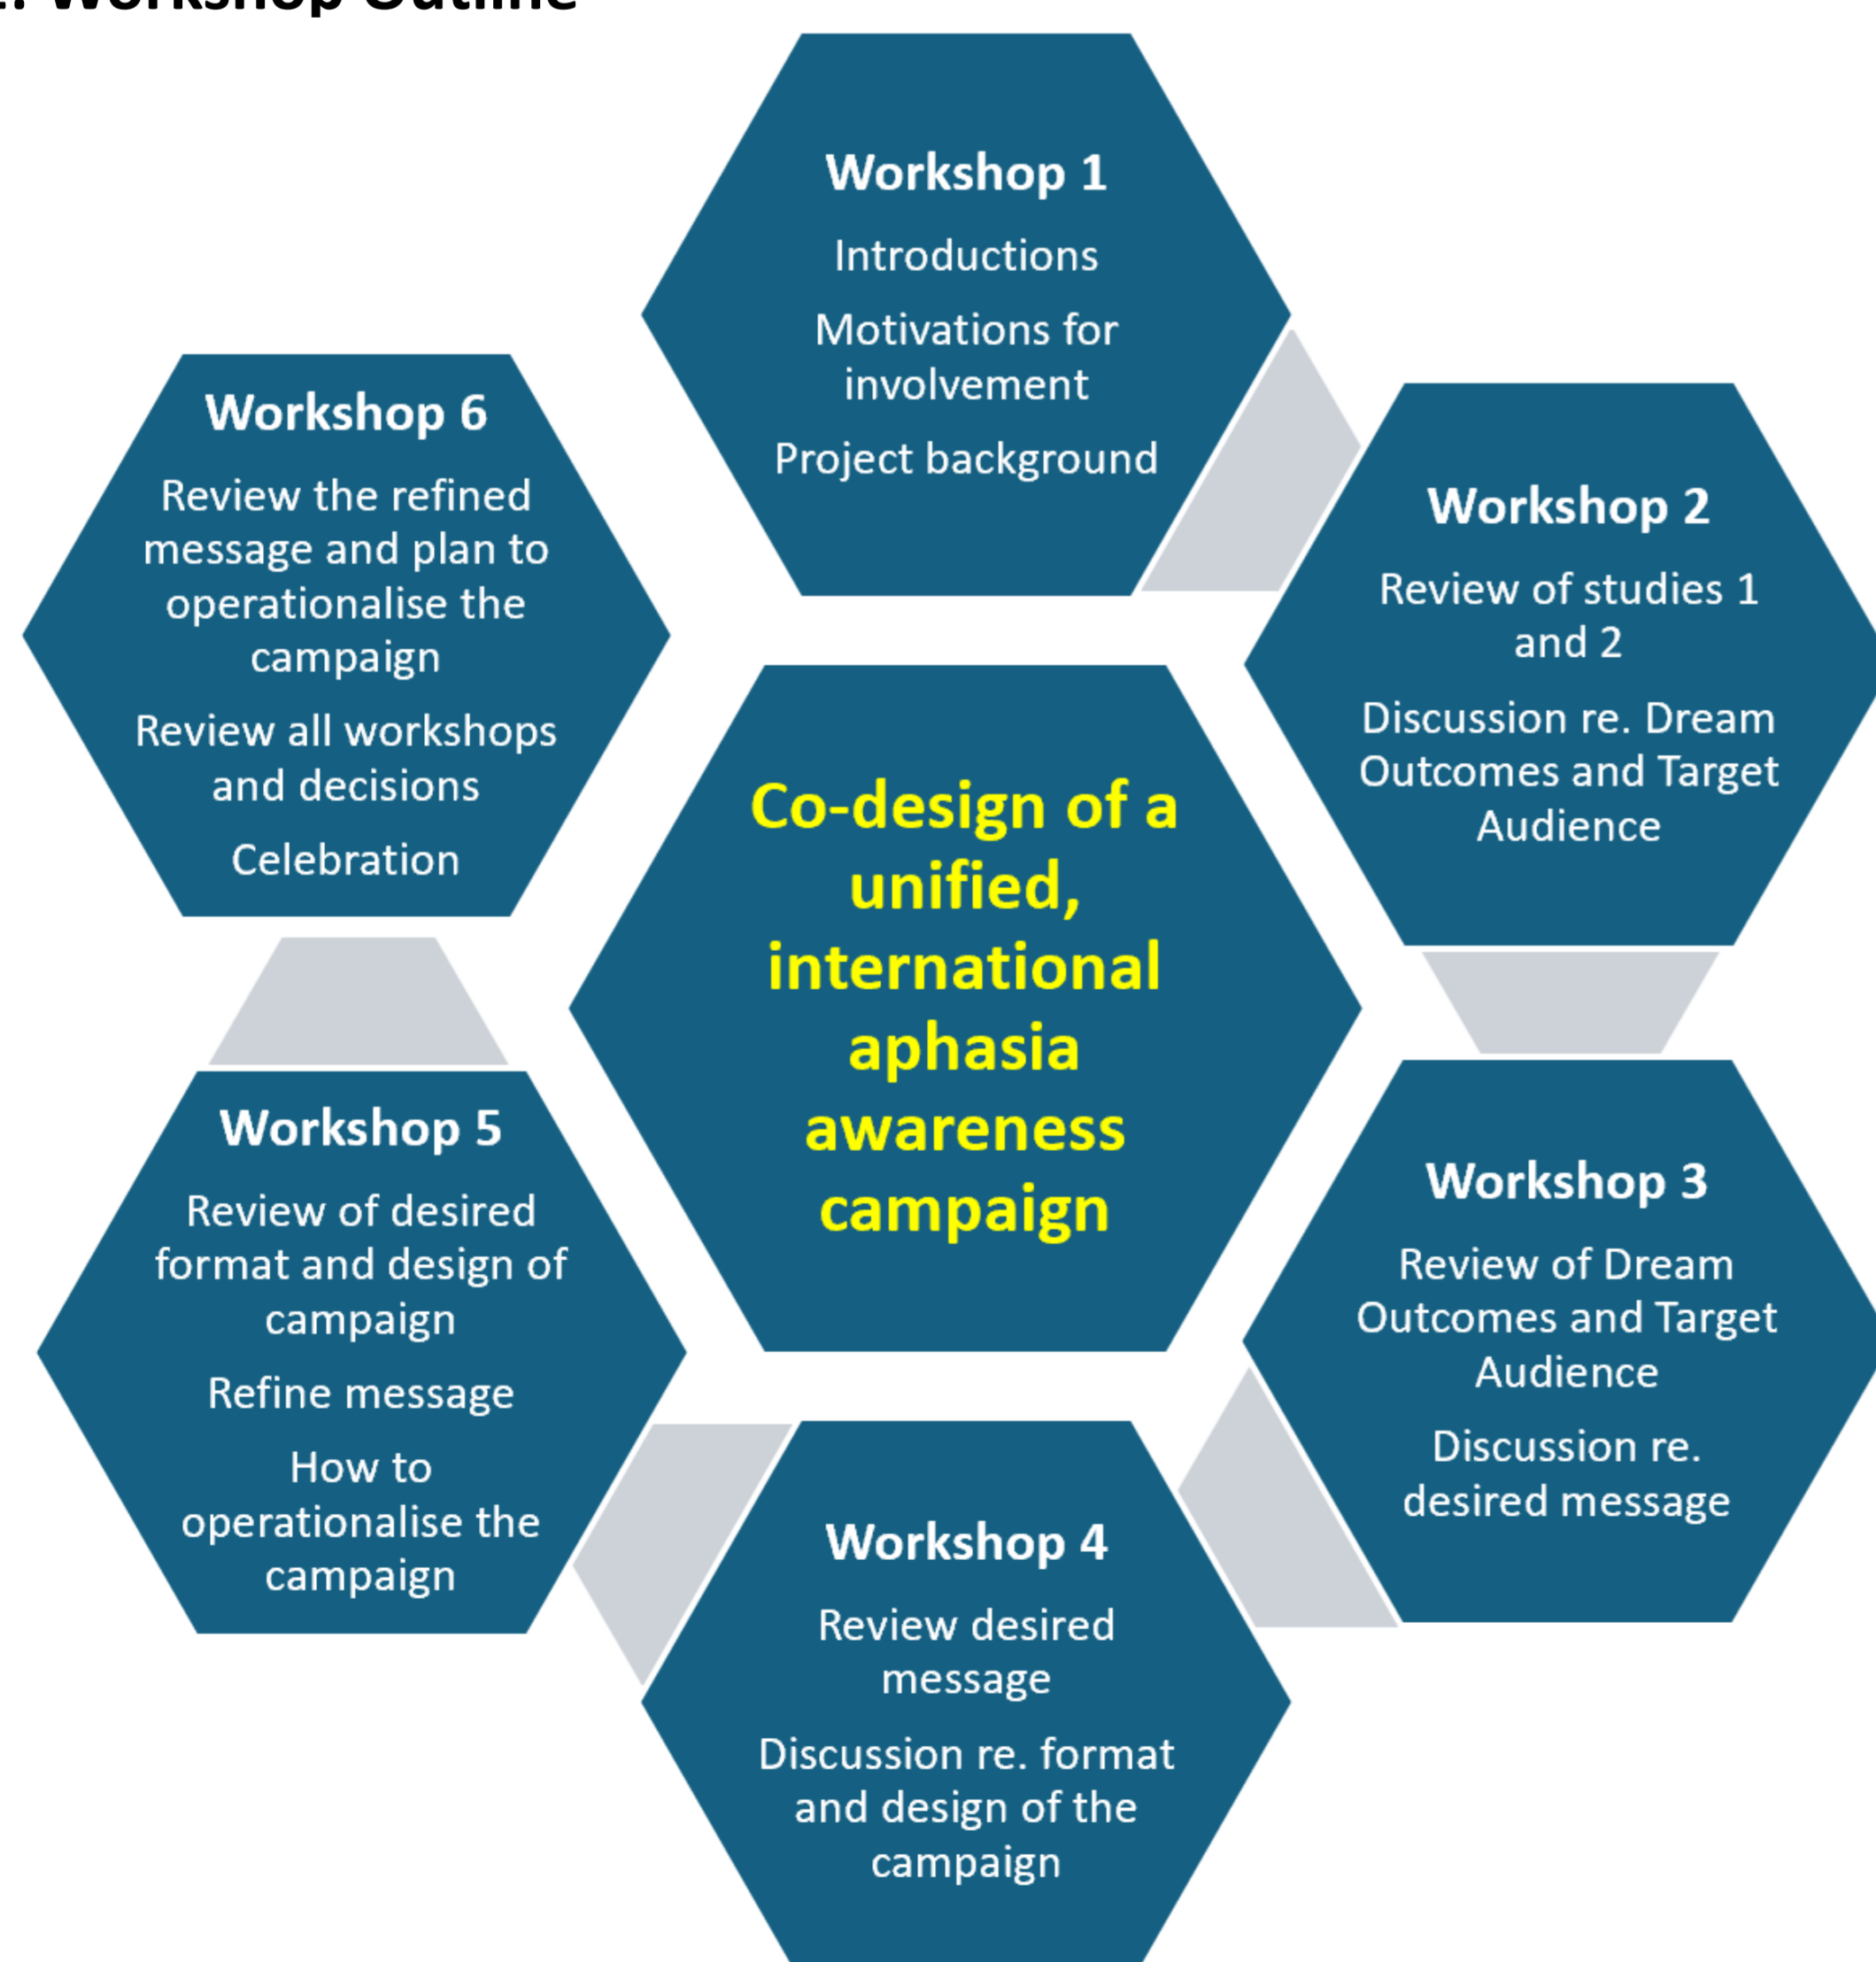 Workshop Outline
Workshop 1
Introductions
Motivations for
involvement
Project background
Workshop 2
Review of studies 1
and 2
Discussion re. Dream
Outcomes and Target
Audience
Workshop 3
Review of Dream
Outcomes and Target
Audience
Discussion re.
desired message
Workshop 4
Review desired
message
Discussion re. format
and design of the
campaign
Workshop 5
Review of desired
format and design of
campaign
Refine message
How to
operationalise the
campaign
Workshop 6
Review the refined
message and plan to
operationalise the
campaign
Review all workshops
and decisions
Celebration
Co-design of a
unified,
international
aphasia
awareness
campaign